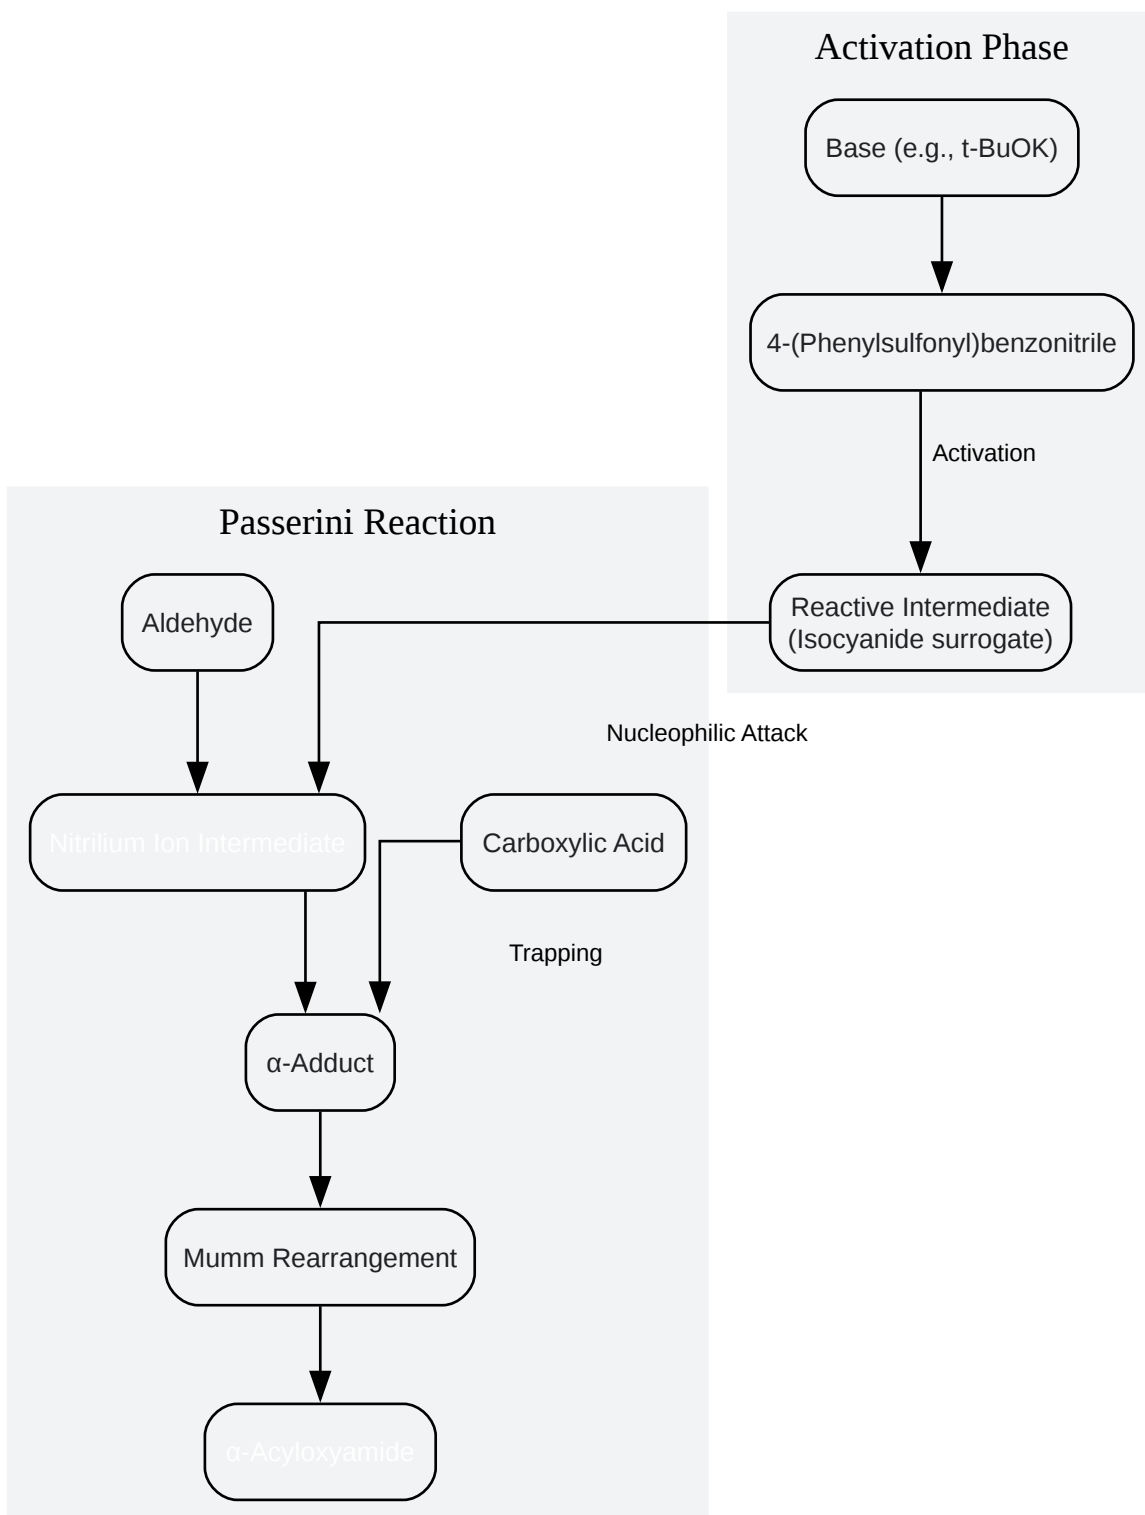 Activation Phase
Base (e.g., t-BuOK)
4-(Phenylsulfonyl)benzonitrile
Activation
Passerini Reaction
Aldehyde
Reactive Intermediate
(Isocyanide surrogate)
Nucleophilic Attack
Nitrilium Ion Intermediate
Carboxylic Acid
Trapping
α-Adduct
Mumm Rearrangement
α-Acyloxyamide